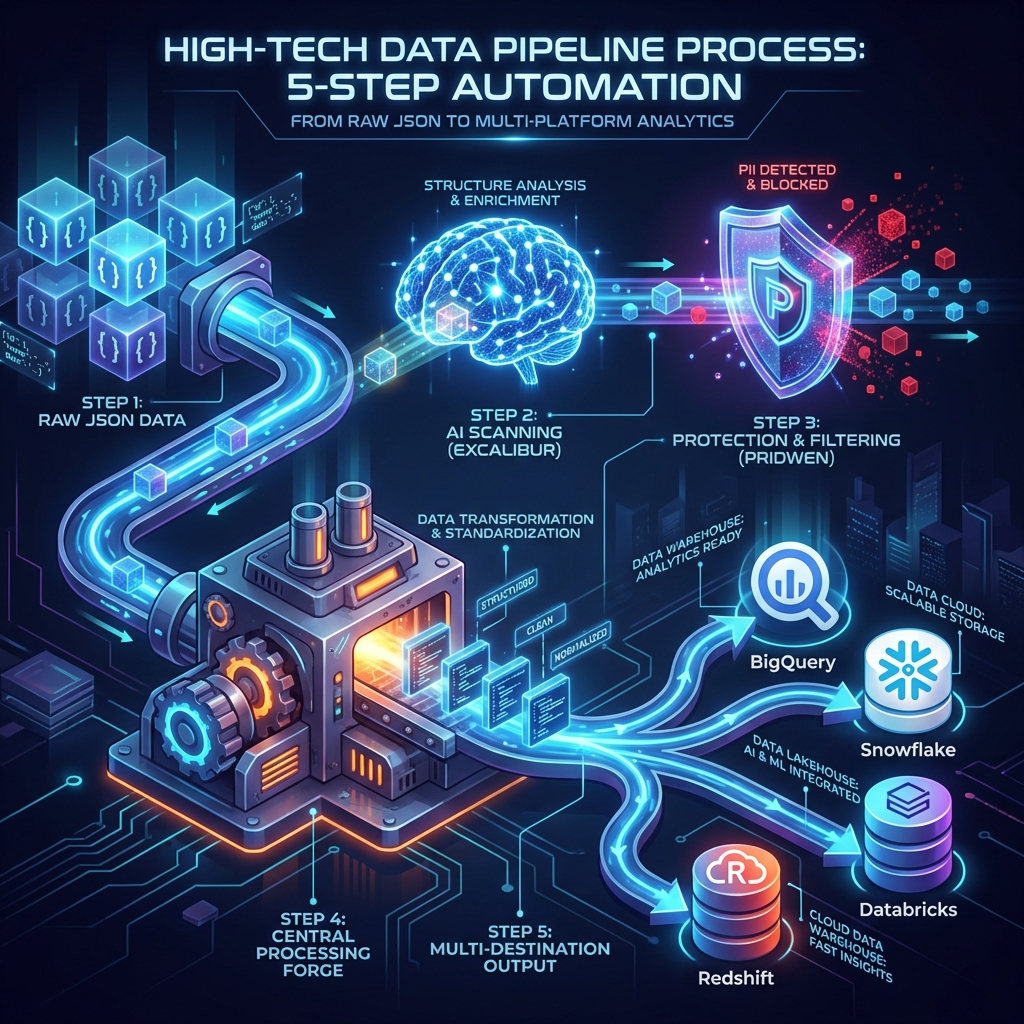 HIGH-TECH DATA PIPELINE PROCESS:
5-STEP AUTOMATION
FROM RAW JSON TO MULTI-PLATFORM ANALYTICS
{ } { }
{ } { }
{ } { }
{ } { }
{ } { }
{ } { }
STEP 1:
RAW JSON DATA
STRUCTURE ANALYSIS
& ENRICHMENT
STEP 2:
AI SCANNING
(EXCALIBUR)
PII DETECTED
& BLOCKED
P
STEP 3:
PROTECTION & FILTERING
(PRIDWEN)
DATA TRANSFORMATION
& STANDARDIZATION
CLEAN
STEP 4:
CENTRAL
PROCESSING
FORGE
STEP 5:
MULTI-DESTINATION
OUTPUT
DATA WAREHOUSE:
ANALYTICS READY
BigQuery
DATA CLOUD:
SCALABLE STORAGE
Snowflake
DATA LAKEHOUSE:
AI & ML INTEGRATED
Databricks
R
Redshift
CLOUD DATA
WAREHOUSE:
FAST INSIGHTS